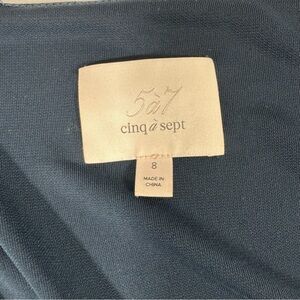 5à7
cinq à sept
8
MADE IN
CHINA